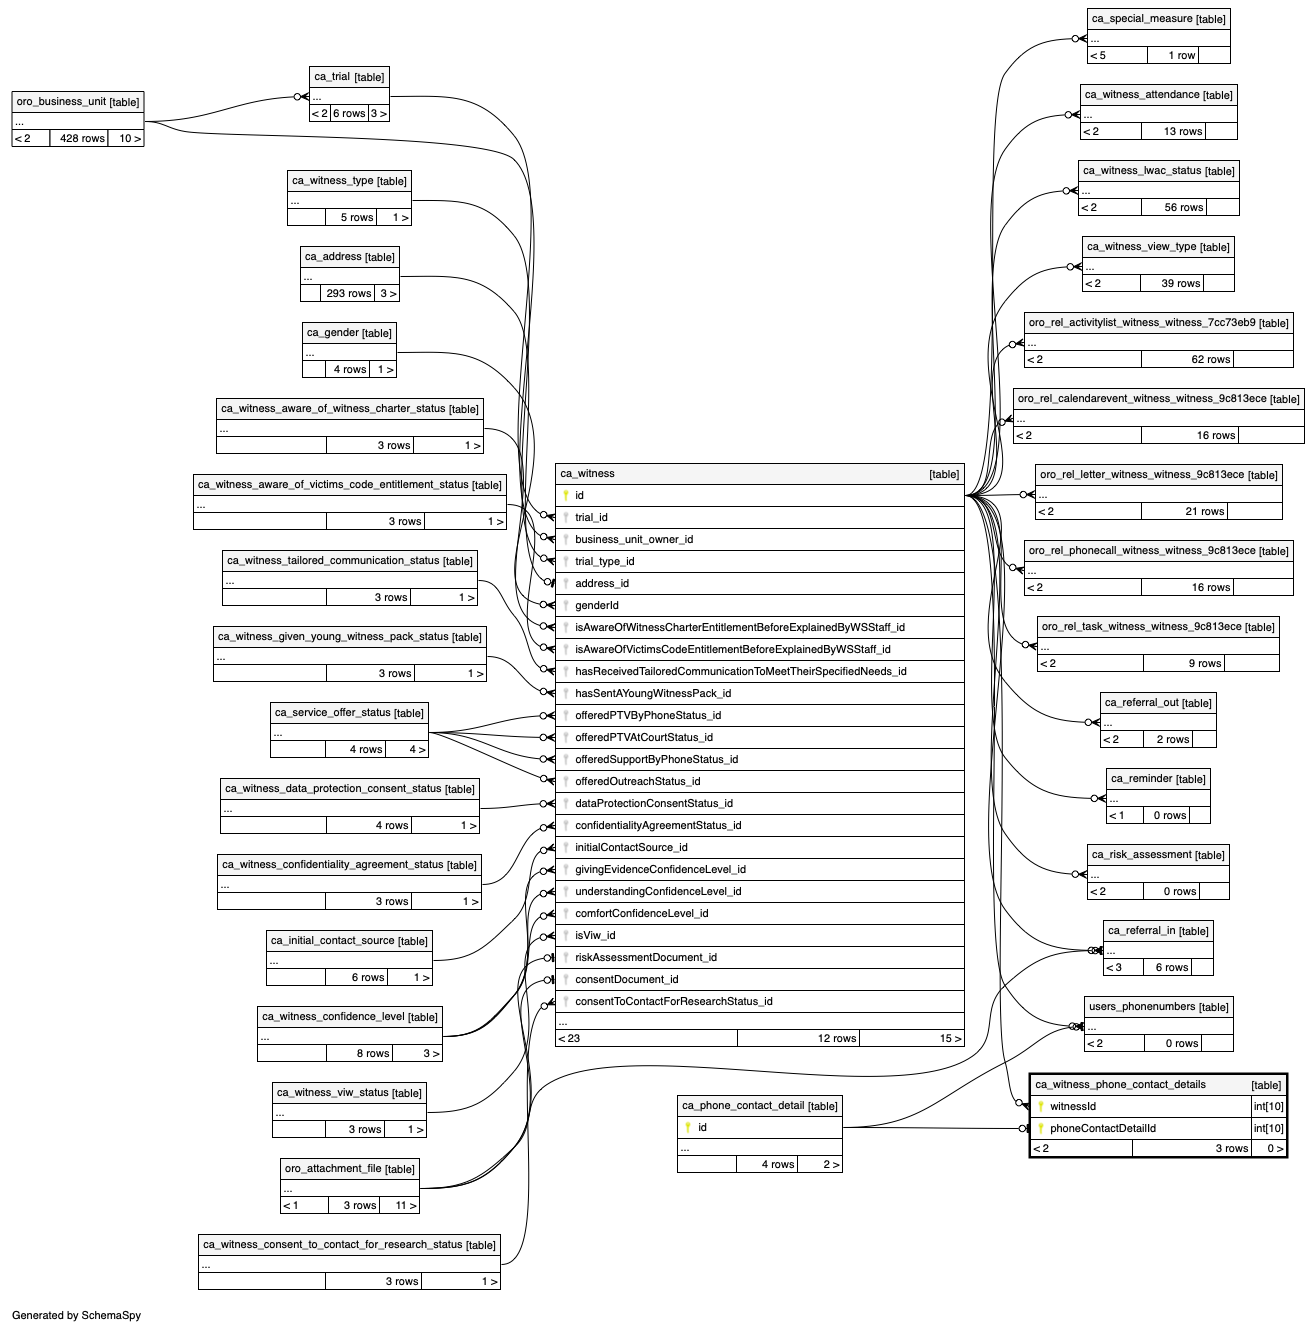 oro_business_unit [table]
...
< 2 428 rows 10 >
ca_trial [table]
...
< 2 6 rows 3 >
ca_witness_type [table]
...
5 rows 1 >
ca_address [table]
...
293 rows 3 >
ca_gender [table]
...
4 rows 1 >
ca_witness_aware_of_witness_charter_status [table]
...
3 rows 1 >
ca_witness_aware_of_victims_code_entitlement_status [table]
...
3 rows 1 >
ca_witness_tailored_communication_status [table]
...
3 rows 1 >
ca_witness_given_young_witness_pack_status [table]
...
3 rows 1 >
ca_service_offer_status [table]
...
4 rows 4 >
ca_witness_data_protection_consent_status [table]
...
4 rows 1 >
ca_witness_confidentiality_agreement_status [table]
...
3 rows 1 >
ca_initial_contact_source [table]
...
6 rows 1 >
ca_witness_confidence_level [table]
...
8 rows 3 >
ca_witness_viw_status [table]
...
3 rows 1 >
oro_attachment_file [table]
...
< 1 3 rows 11 >
ca_witness_consent_to_contact_for_research_status [table]
...
3 rows 1 >
ca_witness [table]
id
trial_id
business_unit_owner_id
trial_type_id
address_id
genderId
isAwareOfWitnessCharterEntitlementBeforeExplainedByWSStaff_id
isAwareOfVictimsCodeEntitlementBeforeExplainedByWSStaff_id
hasReceivedTailoredCommunicationToMeetTheirSpecifiedNeeds_id
hasSentAYoungWitnessPack_id
offeredPTVByPhoneStatus_id
offeredPTVAtCourtStatus_id
offeredSupportByPhoneStatus_id
offeredOutreachStatus_id
dataProtectionConsentStatus_id
confidentialityAgreementStatus_id
initialContactSource_id
givingEvidenceConfidenceLevel_id
understandingConfidenceLevel_id
comfortConfidenceLevel_id
isViw_id
riskAssessmentDocument_id
consentDocument_id
consentToContactForResearchStatus_id
...
< 23 12 rows 15 >
ca_phone_contact_detail [table]
id
...
4 rows 2 >
ca_special_measure [table]
...
< 5 1 row
ca_witness_attendance [table]
...
< 2 13 rows
ca_witness_lwac_status [table]
...
< 2 56 rows
ca_witness_view_type [table]
...
< 2 39 rows
oro_rel_activitylist_witness_witness_7cc73eb9 [table]
...
< 2 62 rows
oro_rel_calendarevent_witness_witness_9c813ece [table]
...
< 2 16 rows
oro_rel_letter_witness_witness_9c813ece [table]
...
< 2 21 rows
oro_rel_phonecall_witness_witness_9c813ece [table]
...
< 2 16 rows
oro_rel_task_witness_witness_9c813ece [table]
...
< 2 9 rows
ca_referral_out [table]
...
< 2 2 rows
ca_reminder [table]
...
< 1 0 rows
ca_risk_assessment [table]
...
< 2 0 rows
ca_referral_in [table]
...
< 3 6 rows
users_phonenumbers [table]
...
< 2 0 rows
ca_witness_phone_contact_details [table]
witnessId int[10]
phoneContactDetailId int[10]
< 2 3 rows 0 >
Generated by SchemaSpy